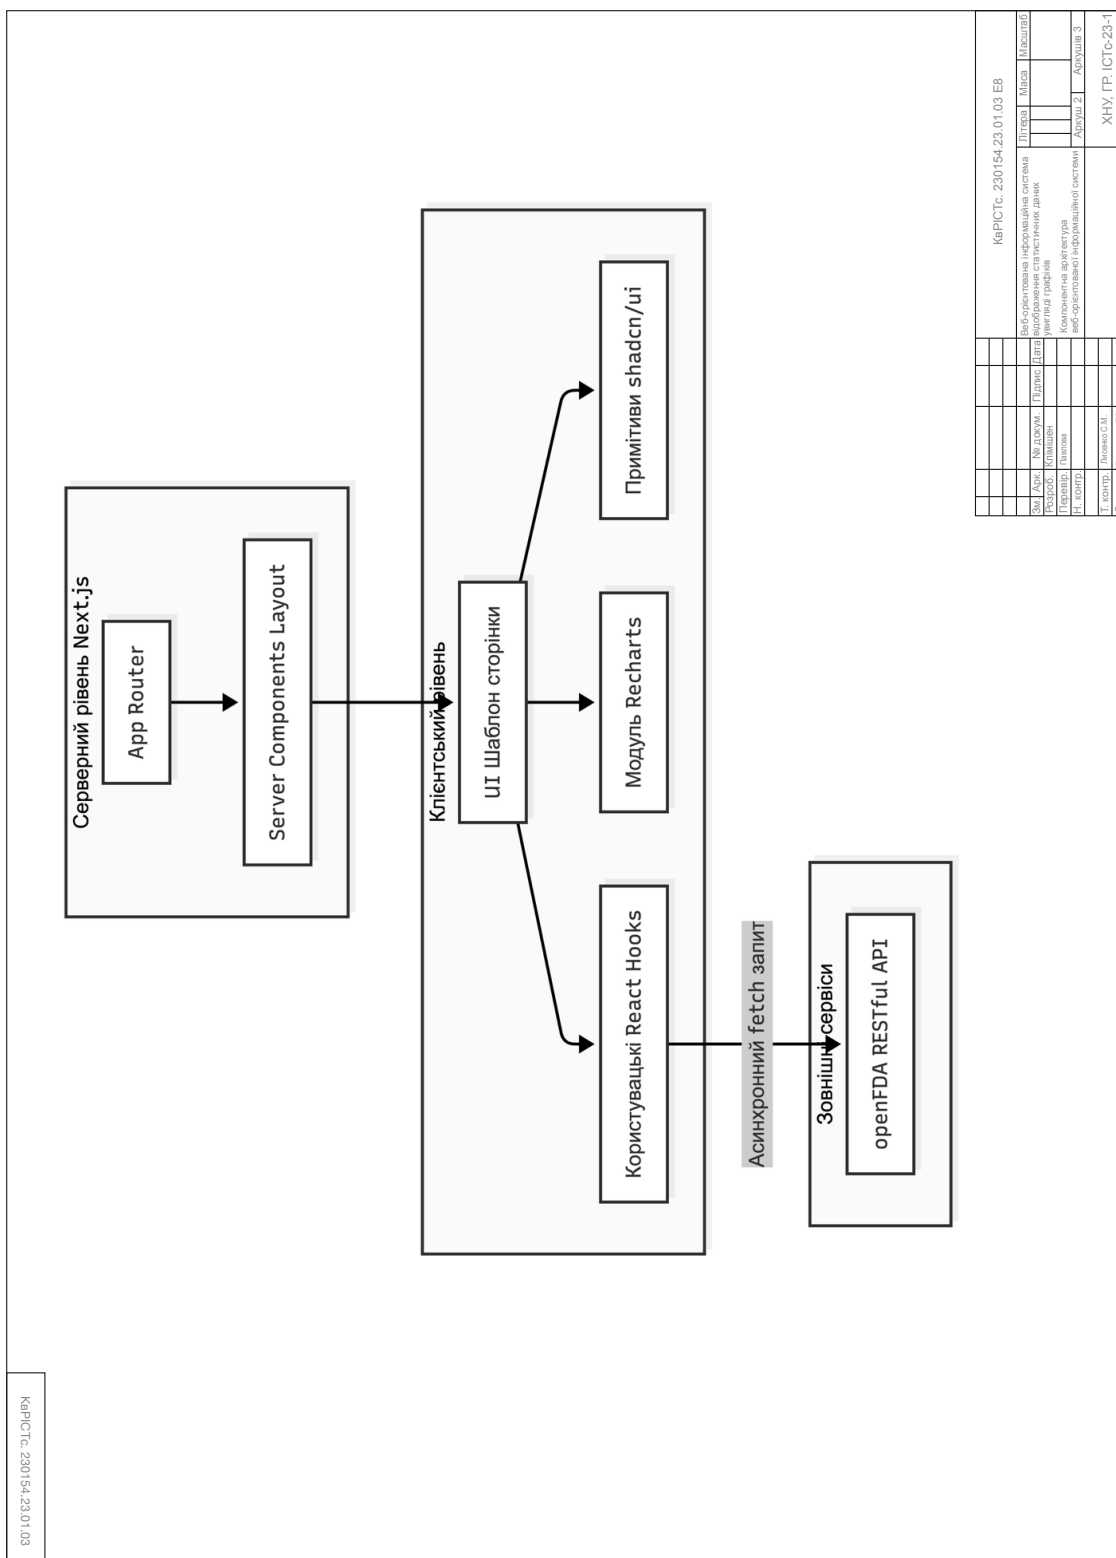 Серверний рівень Next.js
App Router
Server Components Layout
Клієнтський рівень
UI Шаблон сторінки
Користувацькі React Hooks
Модуль Recharts
Примітиви shadcn/ui
Асинхронний fetch запит
Зовнішні сервіси
openFDA RESTful API
КвРІСТс. 230154.23.01.03
КвРІСТс. 230154.23.01.03 Е8
Веб-орієнтована інформаційна система
відображення статистичних даних
увигляді графіків
Компонентна архітектура
веб-орієнтованої інформаційної системи
Літера Маса Масштаб
Аркуш 2 Аркушів 3
ХНУ, ГР. ІСТс-23-1
Зм. Арк. № докум. Підпис Дата
Розроб. Клімішен
Перевір. Павлова
Н. контр.
Т. контр. Лисенко С.М.